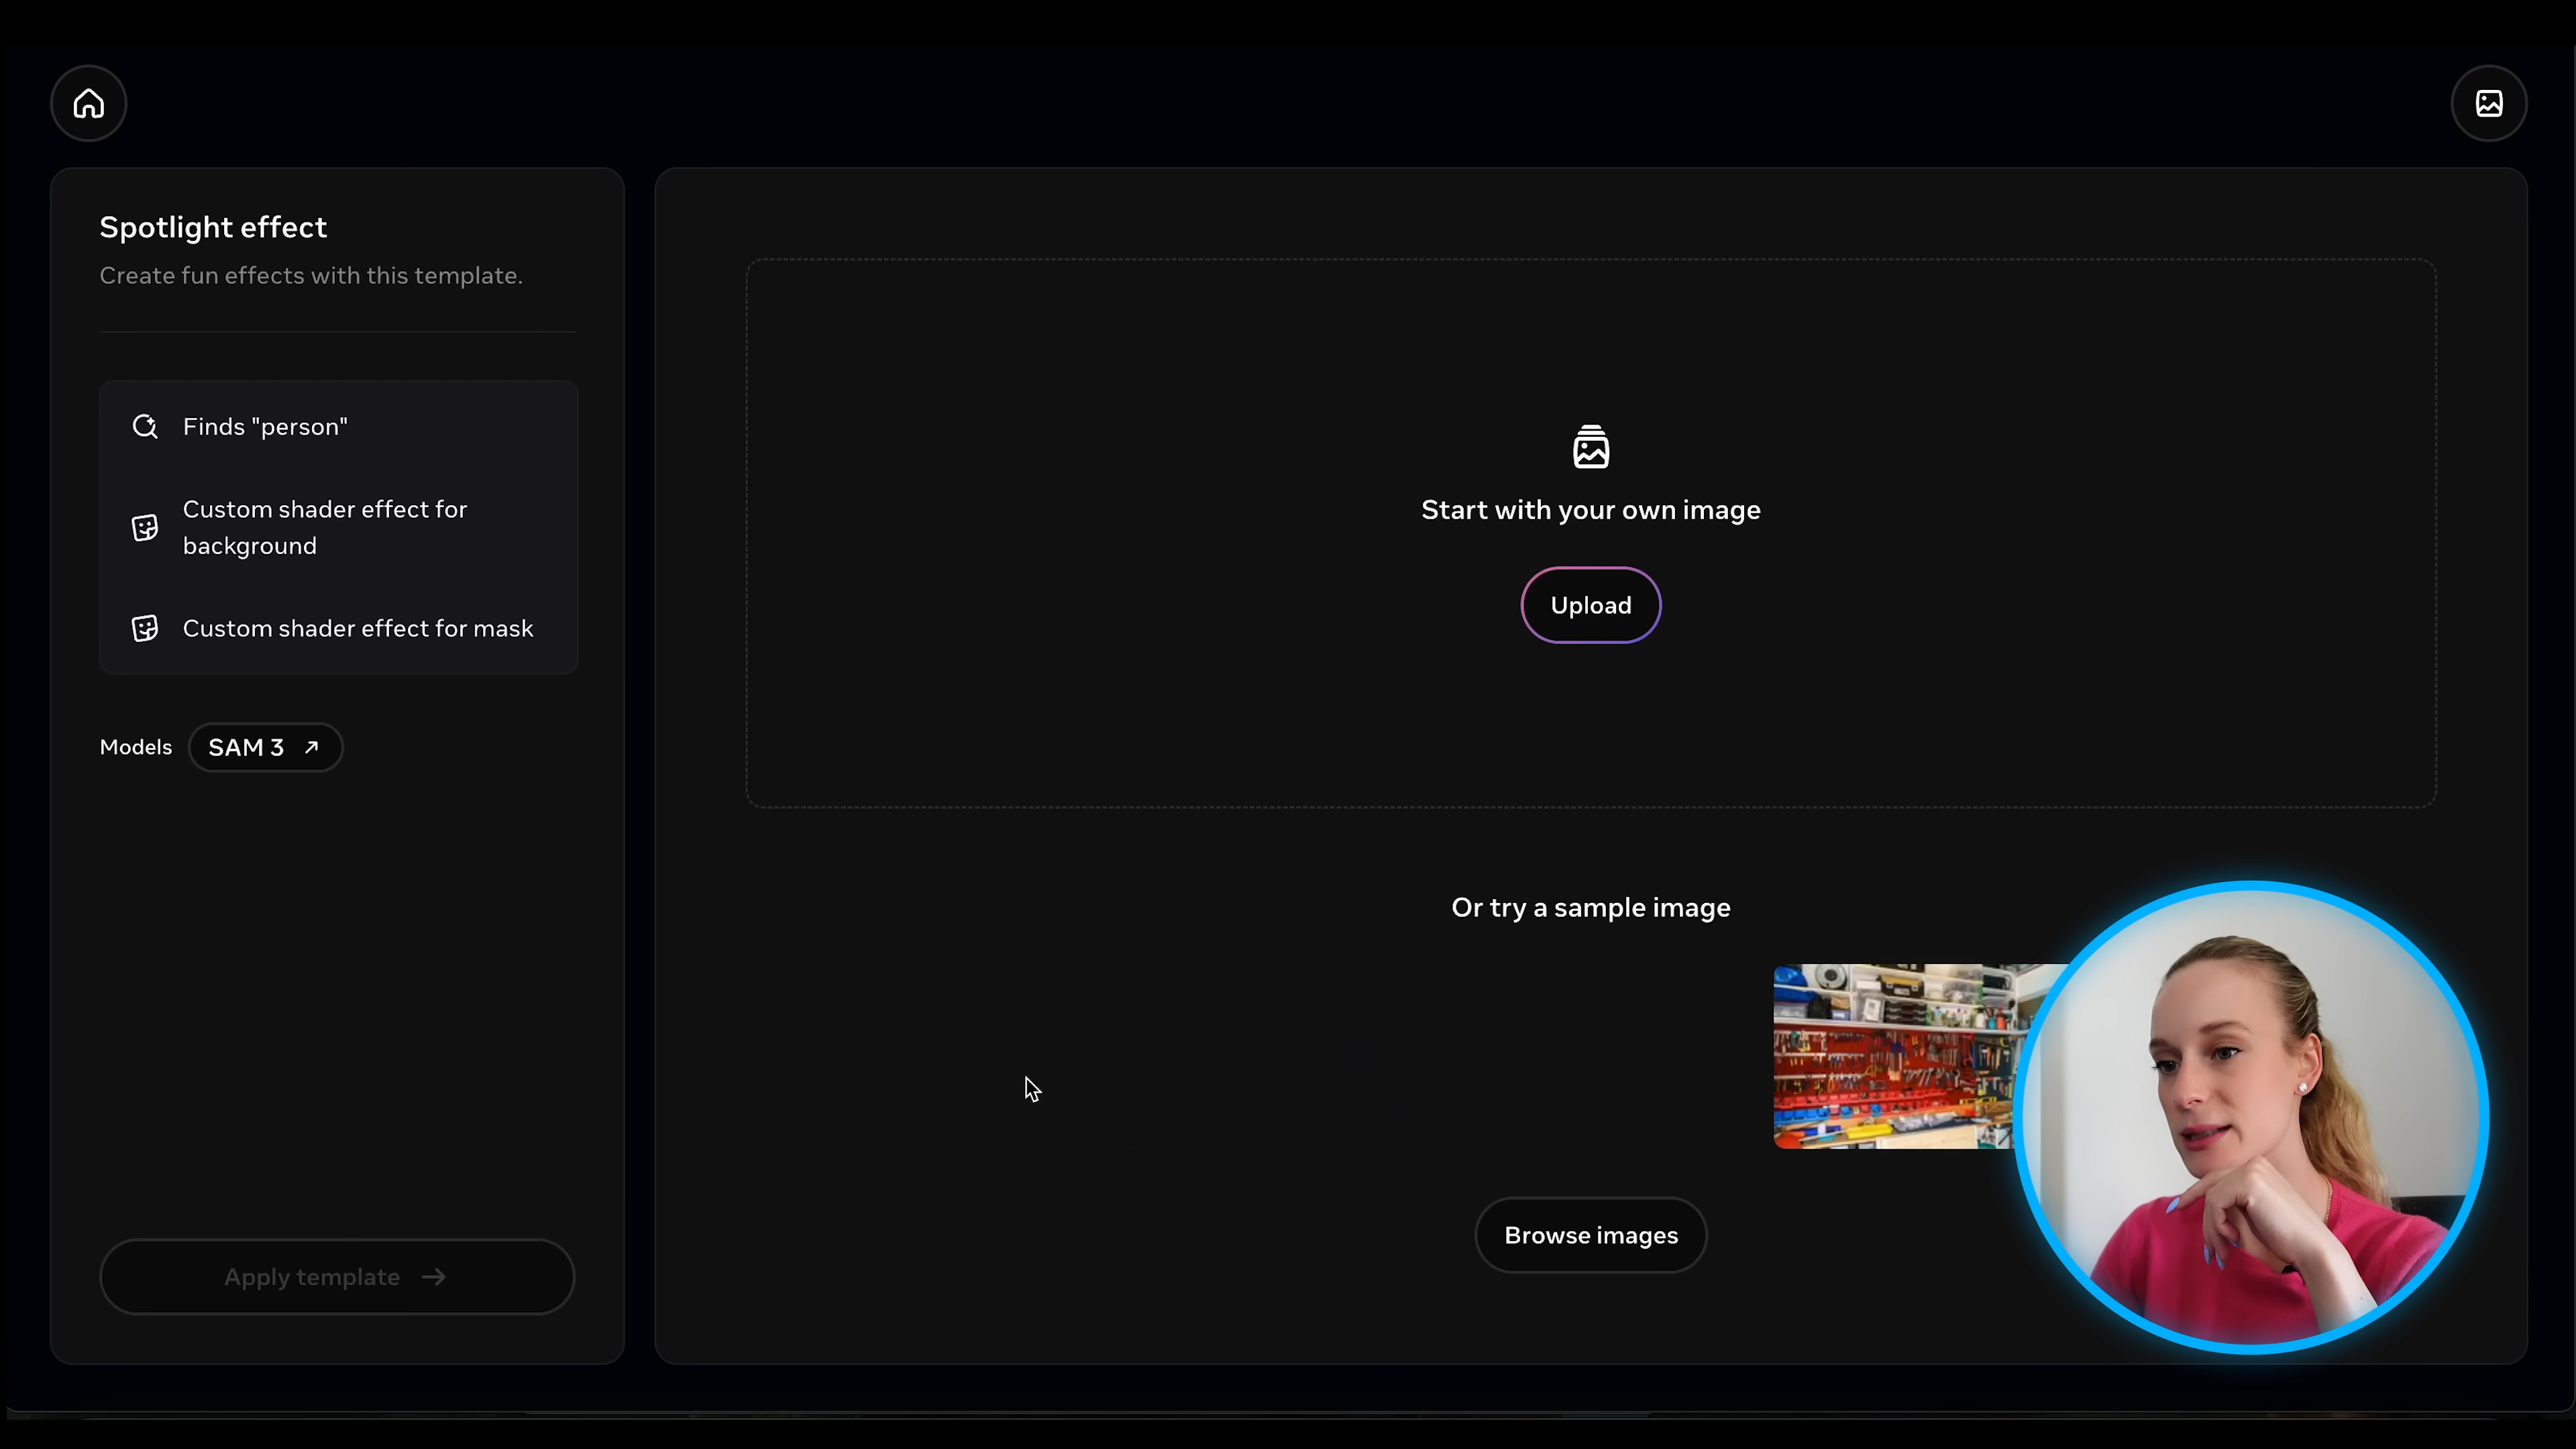 Spotlight effect
Create fun effects with this template.
Finds "person"
Custom shader effect for
background
Custom shader effect for mask
Models
SAM 3
Apply template
Start with your own image
Upload
Or try a sample image
Browse images